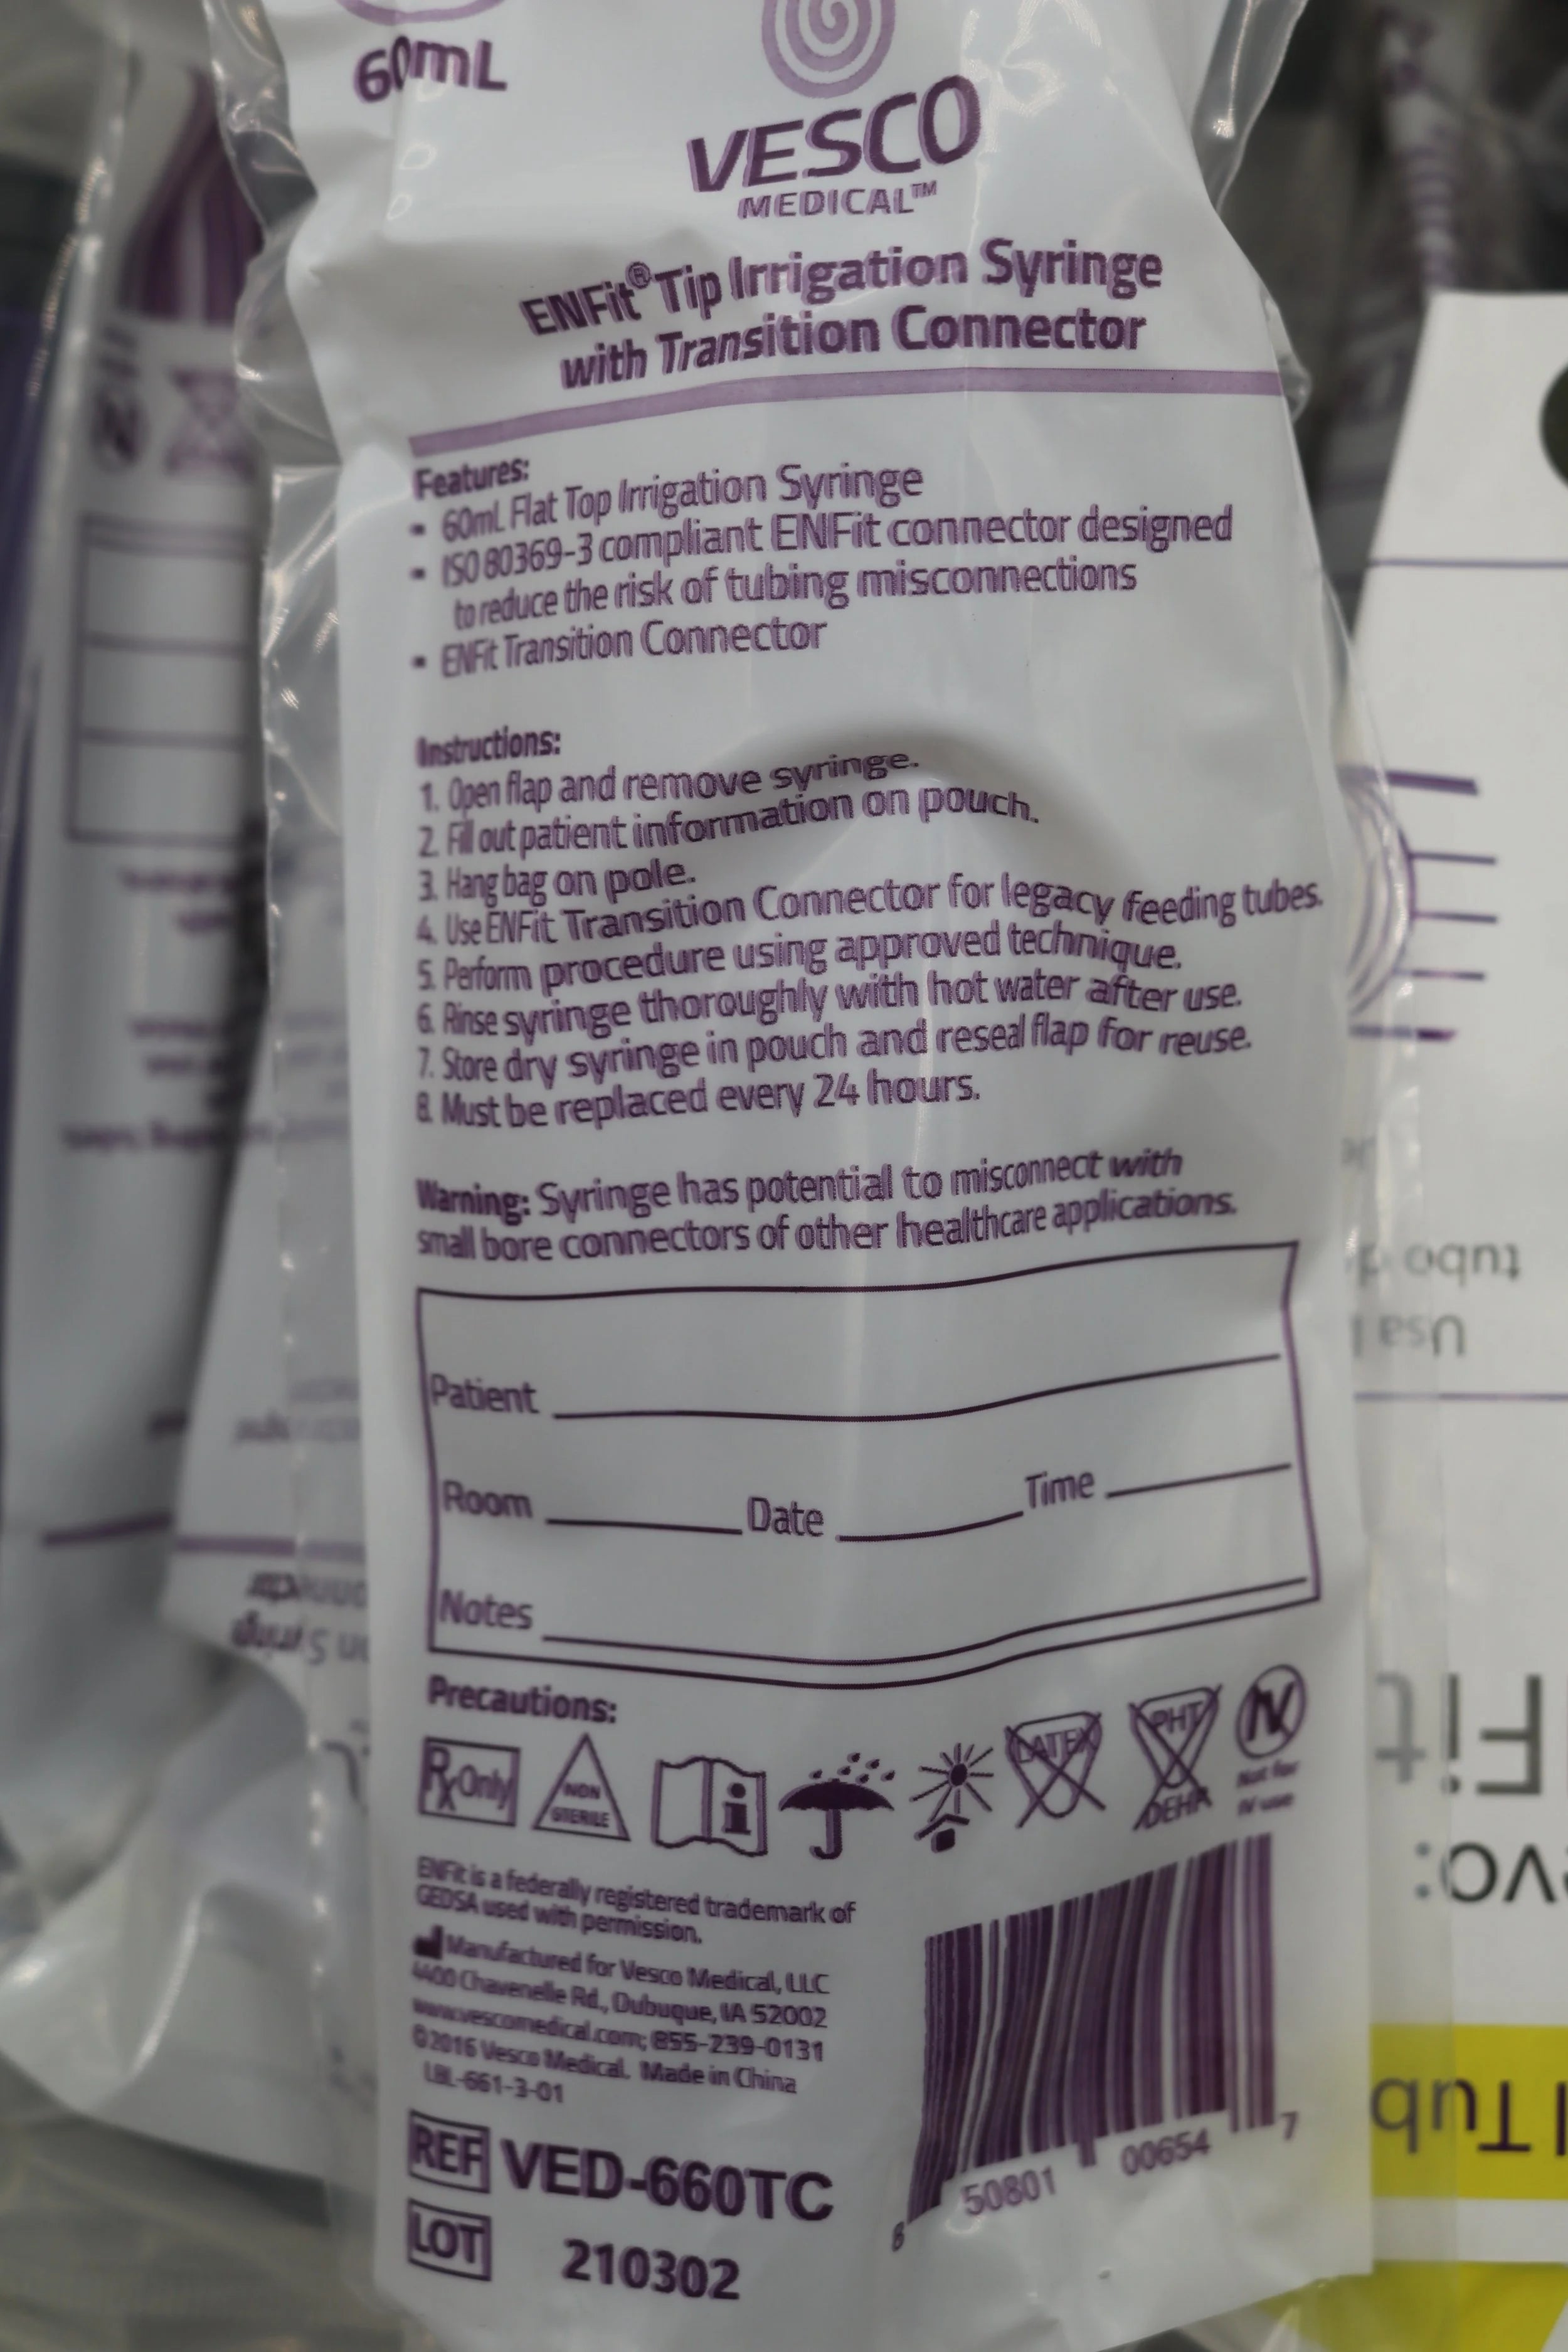 60mL
VESCO
MEDICAL™
ENFit® Tip Irrigation Syringe
with Transition Connector
Features:
• 60mL Flat Top Irrigation Syringe
• ISO 80369-3 compliant ENFit connector designed
to reduce the risk of tubing misconnections
• ENFit Transition Connector
Instructions:
1. Open flap and remove syringe.
2. Fill out patient information on pouch.
3. Hang bag on pole.
4. Use ENFit Transition Connector for legacy feeding tubes.
5. Perform procedure using approved technique.
6. Rinse syringe thoroughly with hot water after use.
7. Store dry syringe in pouch and reseal flap for reuse.
8. Must be replaced every 24 hours.
Warning: Syringe has potential to misconnect with
small bore connectors of other healthcare applications.
Patient
Room Date Time
Notes
Precautions:
Rx Only
NON
STERILE
LATEX
PHT
DEHP
IV
Not for
IV use
ENFit is a federally registered trademark of
GEDSA used with permission.
Manufactured for Vesco Medical, LLC
4400 Chavenelle Rd., Dubuque, IA 52002
www.vescomedical.com; 855-239-0131
©2016 Vesco Medical. Made in China
LBL-661-3-01
REF VED-660TC
LOT 210302
8 50801 00654 7
tubo d
Usa
Fit
Tub